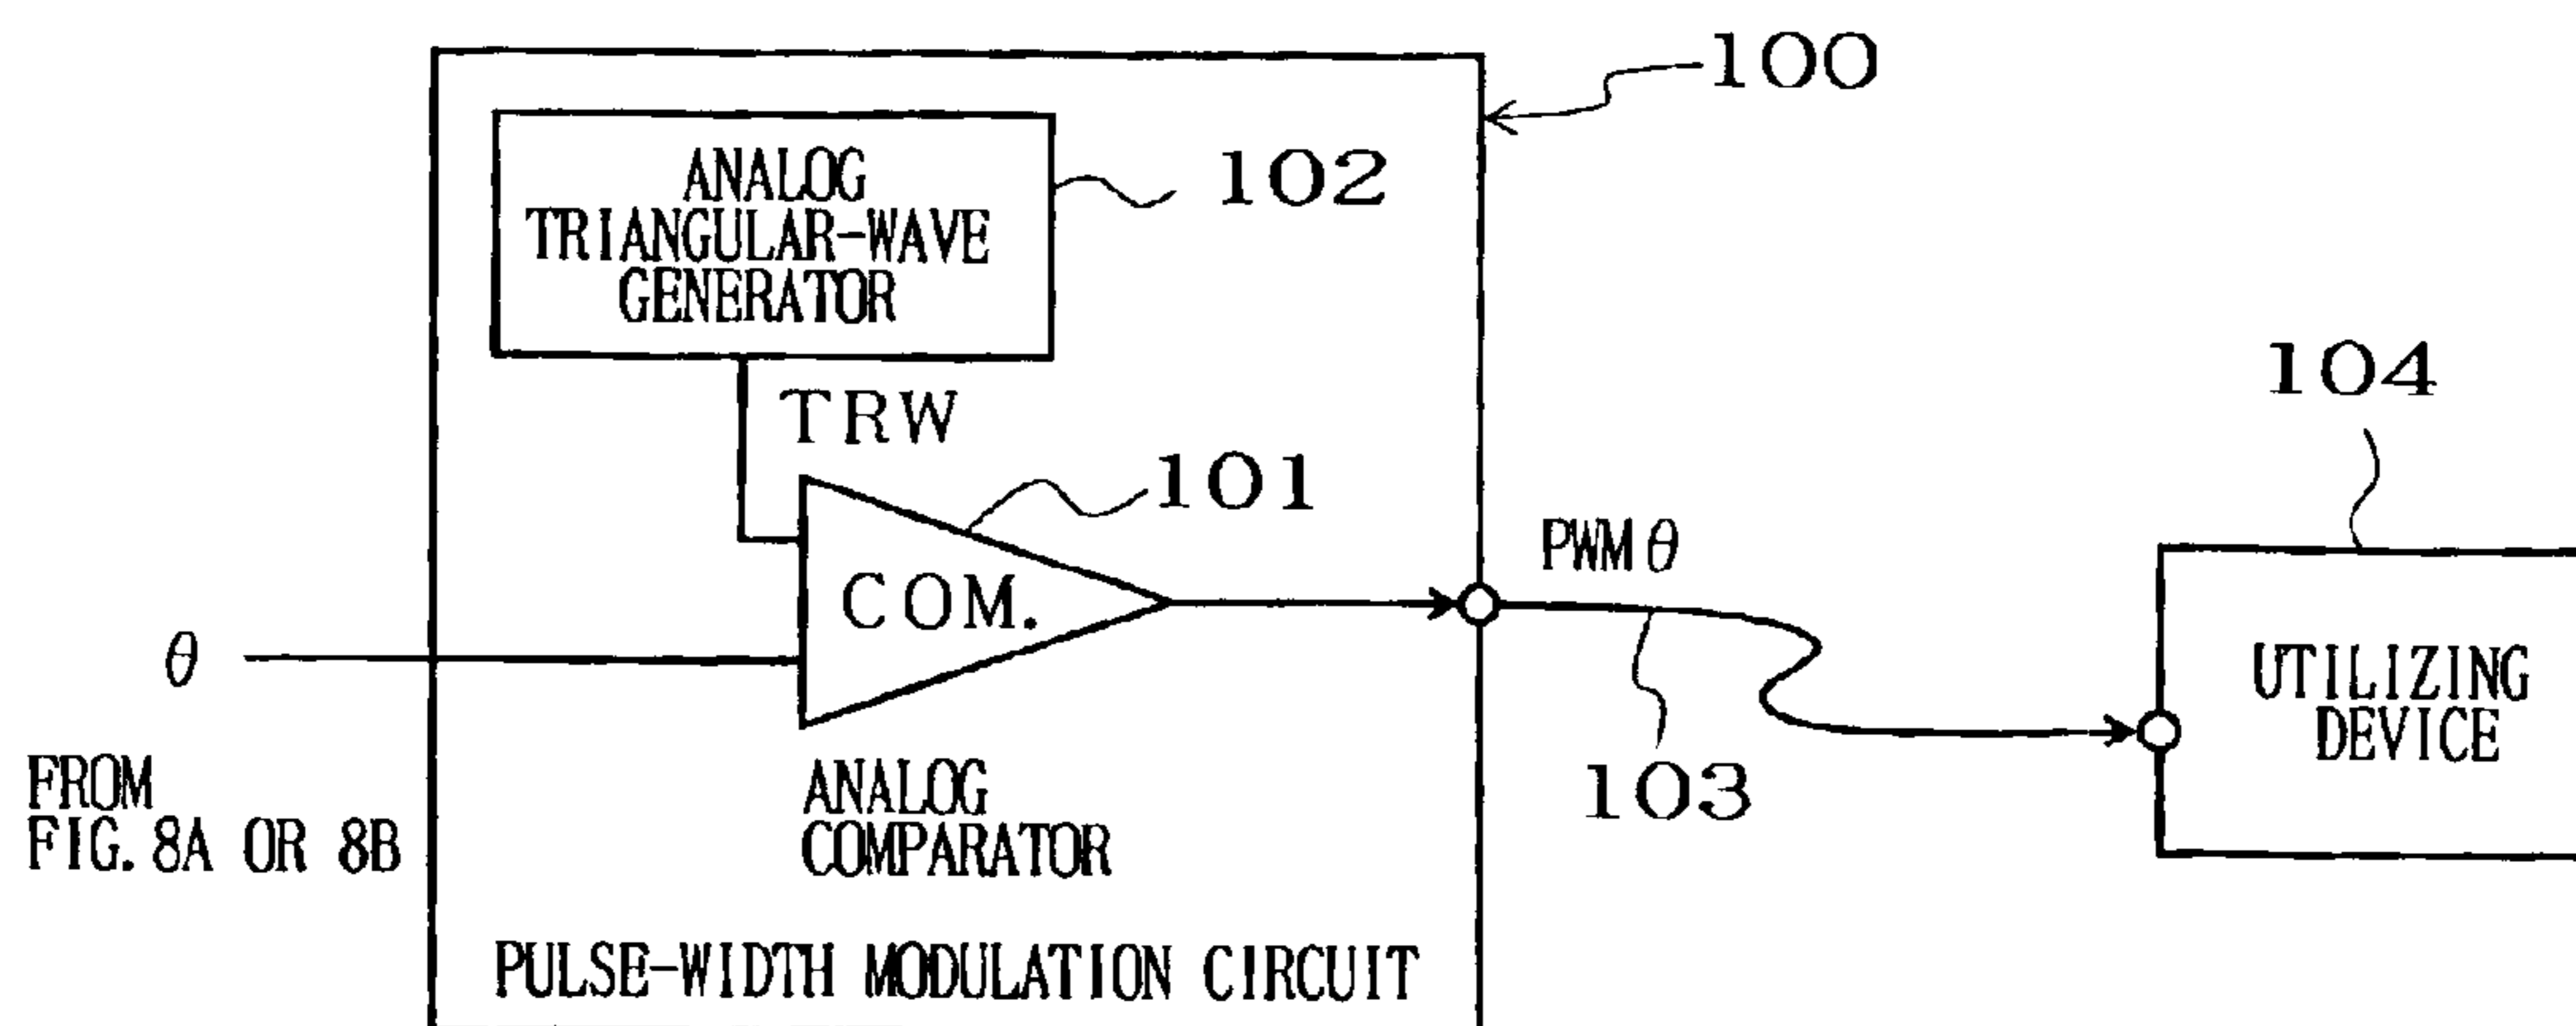 100
ANALOG
TRIANGULAR-WAVE
GENERATOR
102
TRW
101
COM.
PWMθ
104
θ
UTILIZING
DEVICE
103
FROM
FIG. 8A OR 8B
ANALOG
COMPARATOR
PULSE-WIDTH MODULATION CIRCUIT